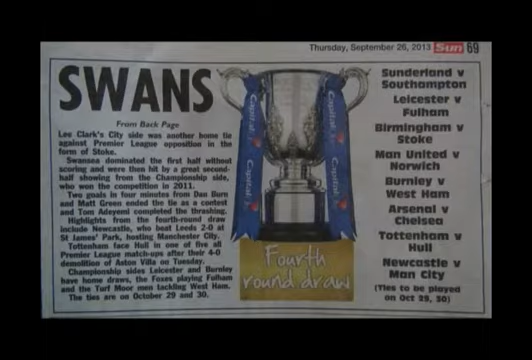 Thursday, September 26, 2013 Sun 69
SWANS
From Back Page
Lee Clark's City side was another home tie
against Premier League opposition in the
form of Stoke.
Swansea dominated the first half without
scoring and were then hit by a great second-
half showing from the Championship side,
who won the competition in 2011.
Two gnals in four minutes from Dan Burn
and Matt Green ended the tie as a contest
and Tom Adeyemi completed the thrashing.
Highlights from the fourth-round draw
include Newcastle, who beat Leeds 2-0 at
St James' Park, hosting Manchester City.
Tottenham face Hull in one of five all
Premier League match-ups after their 4-0
demolition of Aston Villa on Tuesday.
Championship sides Leicester and Burnley
have home draws, the Foxes playing Fulham
and the Turf Moor men tackling West Ham.
The ties are on October 29 and 30.
Capital
Capital
Capital
Capital
Fourth
round draw
Sunderland v
Southampton
Leicester v
Fulham
Birmingham v
Stoke
Man United v
Norwich
Burnley v
West Ham
Arsenal v
Chelsea
Tottenham v
Hull
Newcastle v
Man City
(Ties to be played
on Oct 29, 30)